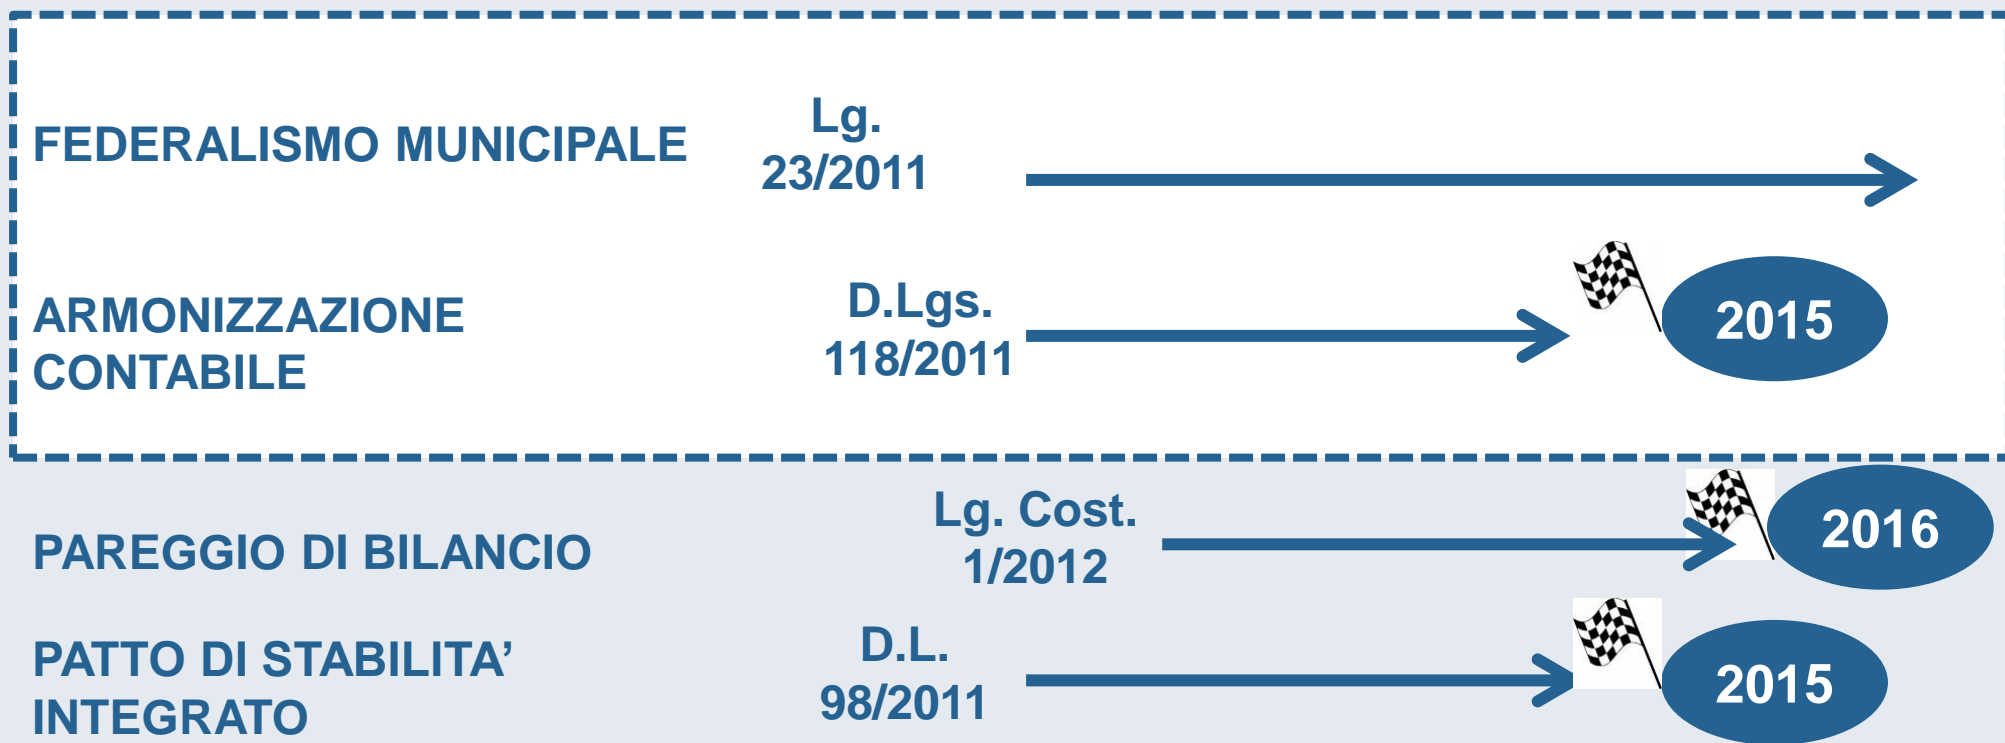 FEDERALISMO MUNICIPALE
Lg.
23/2011
ARMONIZZAZIONE
CONTABILE
D.Lgs.
118/2011
2015
PAREGGIO DI BILANCIO
Lg. Cost.
1/2012
2016
PATTO DI STABILITA’
INTEGRATO
D.L.
98/2011
2015